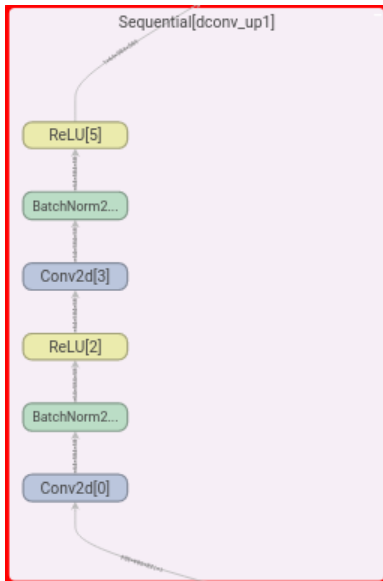 Sequential[dconv_up1]
ReLU[5]
BatchNorm2...
Conv2d[3]
ReLU[2]
BatchNorm2...
Conv2d[0]